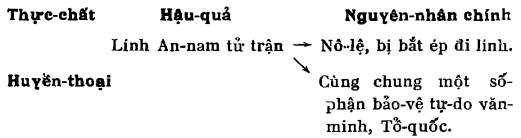 Thực-chất Hậu-quả Nguyên-nhân chính
Lính An-nam tử trận → Nô-lệ, bị bắt ép đi lính.
Huyền-thoại Cùng chung một số-
phận bảo-vệ tự-do văn-
minh, Tổ-quốc.